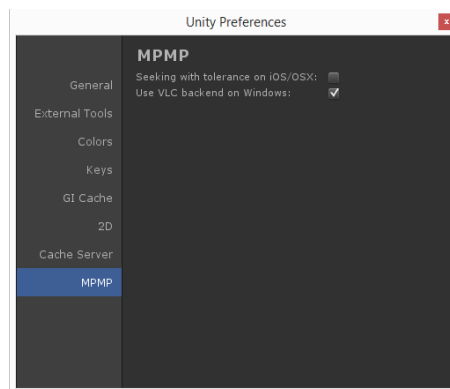 Unity Preferences
x
MPMP
Seeking with tolerance on iOS/OSX:
Use VLC backend on Windows:
General
External Tools
Colors
Keys
GI Cache
2D
Cache Server
MPMP